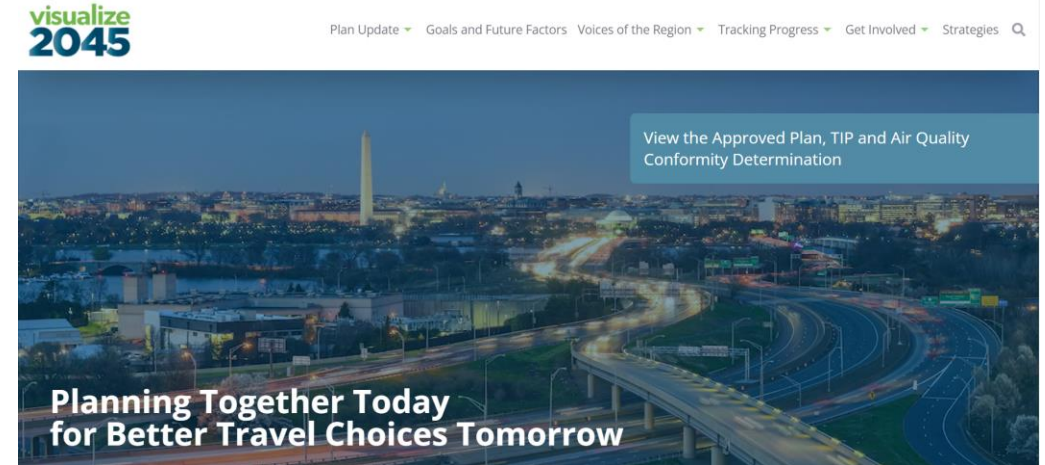 visualize
2045
Plan Update Goals and Future Factors Voices of the Region Tracking Progress Get Involved Strategies
View the Approved Plan, TIP and Air Quality
Conformity Determination
Planning Together Today
for Better Travel Choices Tomorrow